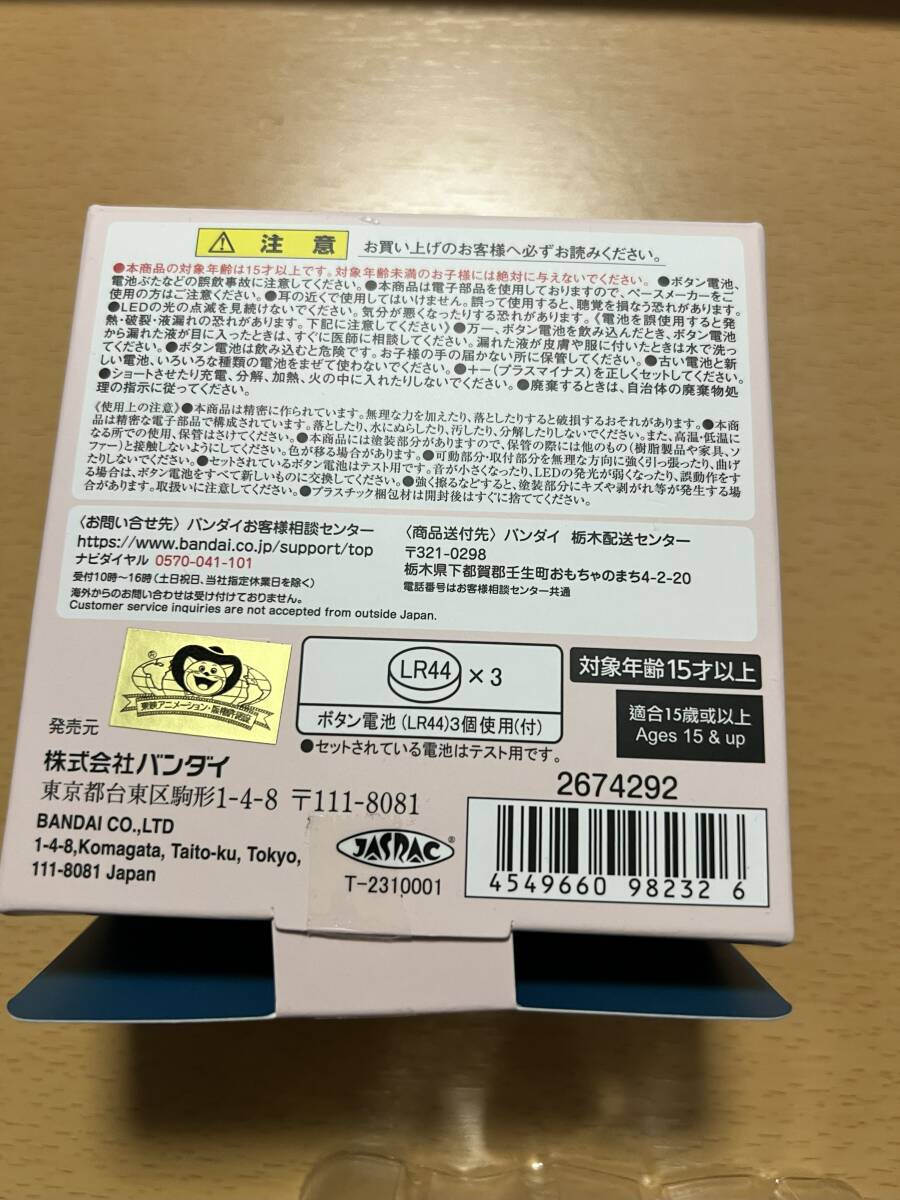 注意 お買い上げのお客様へ必ずお読みください。
●本商品の対象年齢は15才以上です。対象年齢未満のお子様には絶対に与えないでください。●ボタン電池、
電池ぶたなどの誤飲事故に注意してください。●本商品は電子部品を使用しておりますので、ペースメーカーをご
使用の方はご注意ください。●耳の近くで使用してはいけません。誤って使用すると、聴覚を損なう恐れがあります。
●LEDの光の点滅を見続けないでください。気分が悪くなったりする恐れがあります。《電池を誤使用すると発
熱・破裂・液漏れの恐れがあります。下記に注意してください》●万一、ボタン電池を飲み込んだとき、ボタン電池
から漏れた液が目に入ったときは、すぐに医師に相談してください。漏れた液が皮膚や服に付いたときは水で洗っ
てください。●ボタン電池は飲み込むと危険です。お子様の手の届かない所に保管してください。●古い電池と新
しい電池、いろいろな種類の電池をまぜて使わないでください。●+−(プラスマイナス)を正しくセットしてください。
●ショートさせたり充電、分解、加熱、火の中に入れたりしないでください。●廃棄するときは、自治体の廃棄物処
理の指示に従ってください。
《使用上の注意》●本商品は精密に作られています。無理な力を加えたり、落としたりすると破損するおそれがあります。●本商
品は精密な電子部品で構成されています。落としたり、水にぬらしたり、汚したり、分解したりしないでください。また、高温・低温に
なる所での使用、保管はさけてください。●本商品には塗装部分がありますので、保管の際には他のもの(樹脂製品や家具、ソ
ファー)と接触しないようにしてください。色が移る場合があります。●可動部分・取付部分を無理な方向に強く引っ張ったり、曲げ
たりしないでください。●セットされているボタン電池はテスト用です。音が小さくなったり、LEDの発光が弱くなったり、誤動作をす
る場合は、ボタン電池をすべて新しいものに交換してください。●強く擦るなどすると、塗装部分にキズや剥がれ等が発生する場
合があります。取扱いに注意してください。●プラスチック梱包材は開封後はすぐに捨ててください。
〈お問い合せ先〉バンダイお客様相談センター
https://www.bandai.co.jp/support/top
ナビダイヤル 0570-041-101
受付10時〜16時(土日祝日、当社指定休業日を除く)
海外からのお問い合わせは受け付けておりません。
Customer service inquiries are not accepted from outside Japan.
〈商品送付先〉バンダイ 栃木配送センター
〒321-0298
栃木県下都賀郡壬生町おもちゃのまち4-2-20
電話番号はお客様相談センター共通
®
東映アニメーション・版権許諾証
LR44 ×3
ボタン電池(LR44)3個使用(付)
●セットされている電池はテスト用です。
対象年齢15才以上
適合15歳或以上
Ages 15 & up
発売元
株式会社バンダイ
東京都台東区駒形1-4-8 〒111-8081
BANDAI CO.,LTD
1-4-8,Komagata, Taito-ku, Tokyo,
111-8081 Japan
JASRAC ®
T-2310001
2674292
4549660 982326